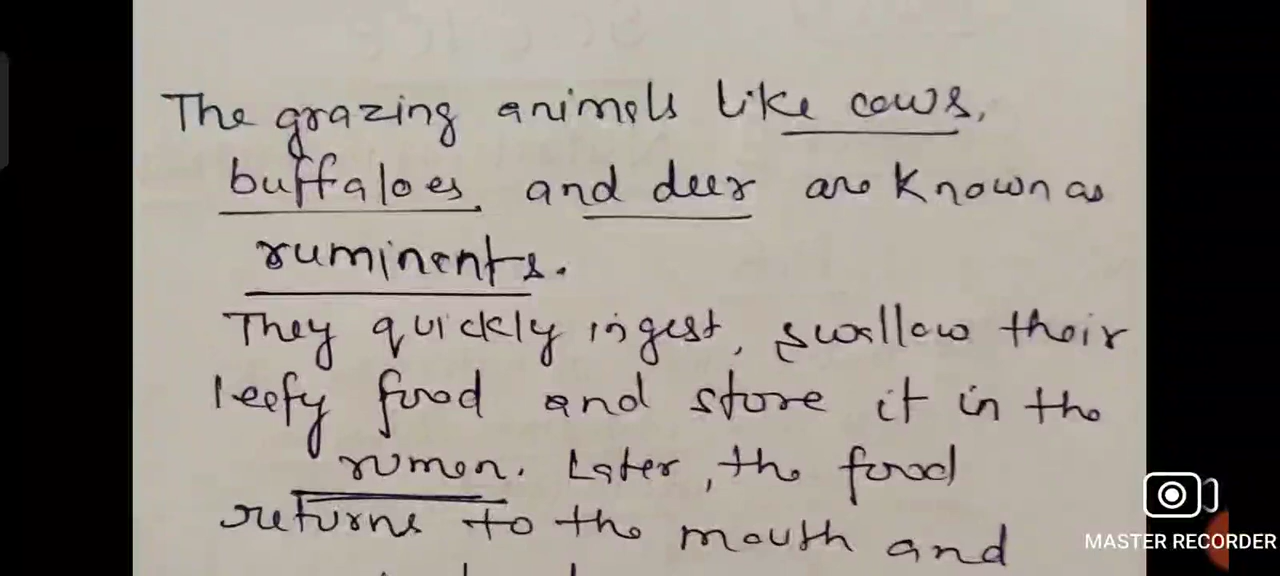 The grazing animals like cows,
buffaloes, and deer are known as
ruminents.
They quickly ingest, swallow their
leefy food and store it in the
rumen. Later, the food
returns to the mouth and
MASTER RECORDER